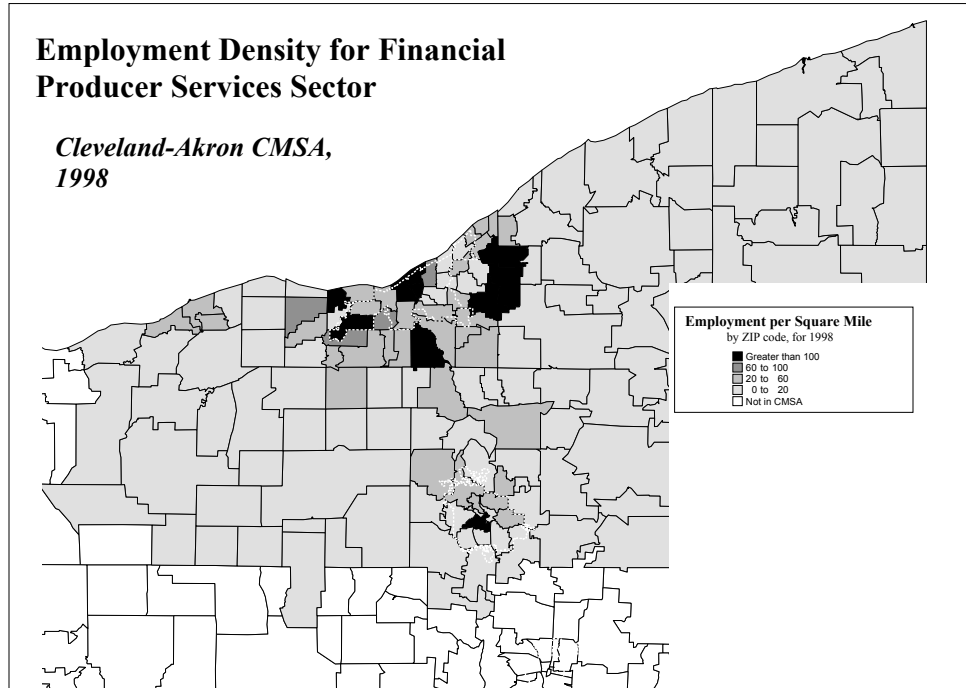 Employment Density for Financial
Producer Services Sector
Cleveland-Akron CMSA,
1998
Employment per Square Mile
by ZIP code, for 1998
Greater than 100
60 to 100
20 to 60
0 to 20
Not in CMSA